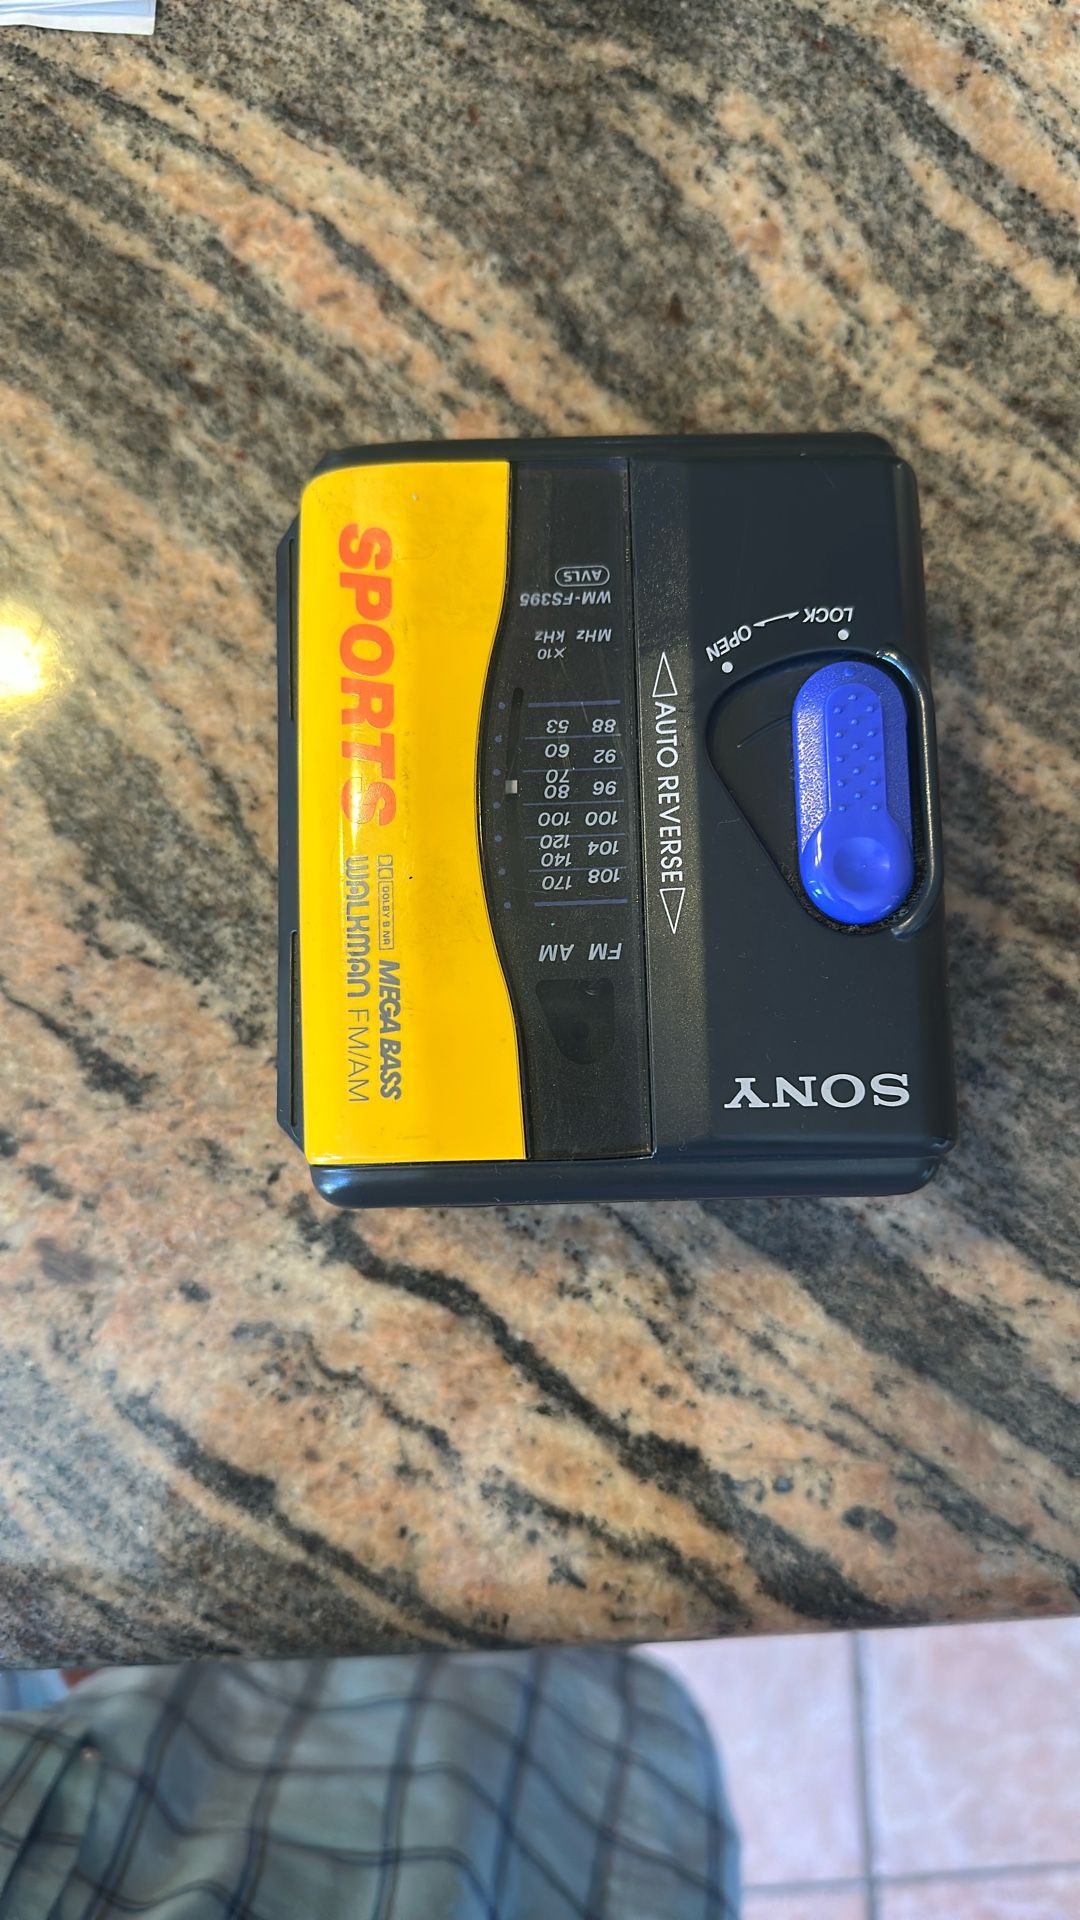 SPORTS
WALKMAN FM/AM
DOLBY B NR
MEGA BASS
SONY
FM 108 104 100 96 92 88 MHz
AM 170 140 120 100 80 70 60 53 X10 kHz
WM-FS395
AVLS
AUTO REVERSE
OPEN LOCK